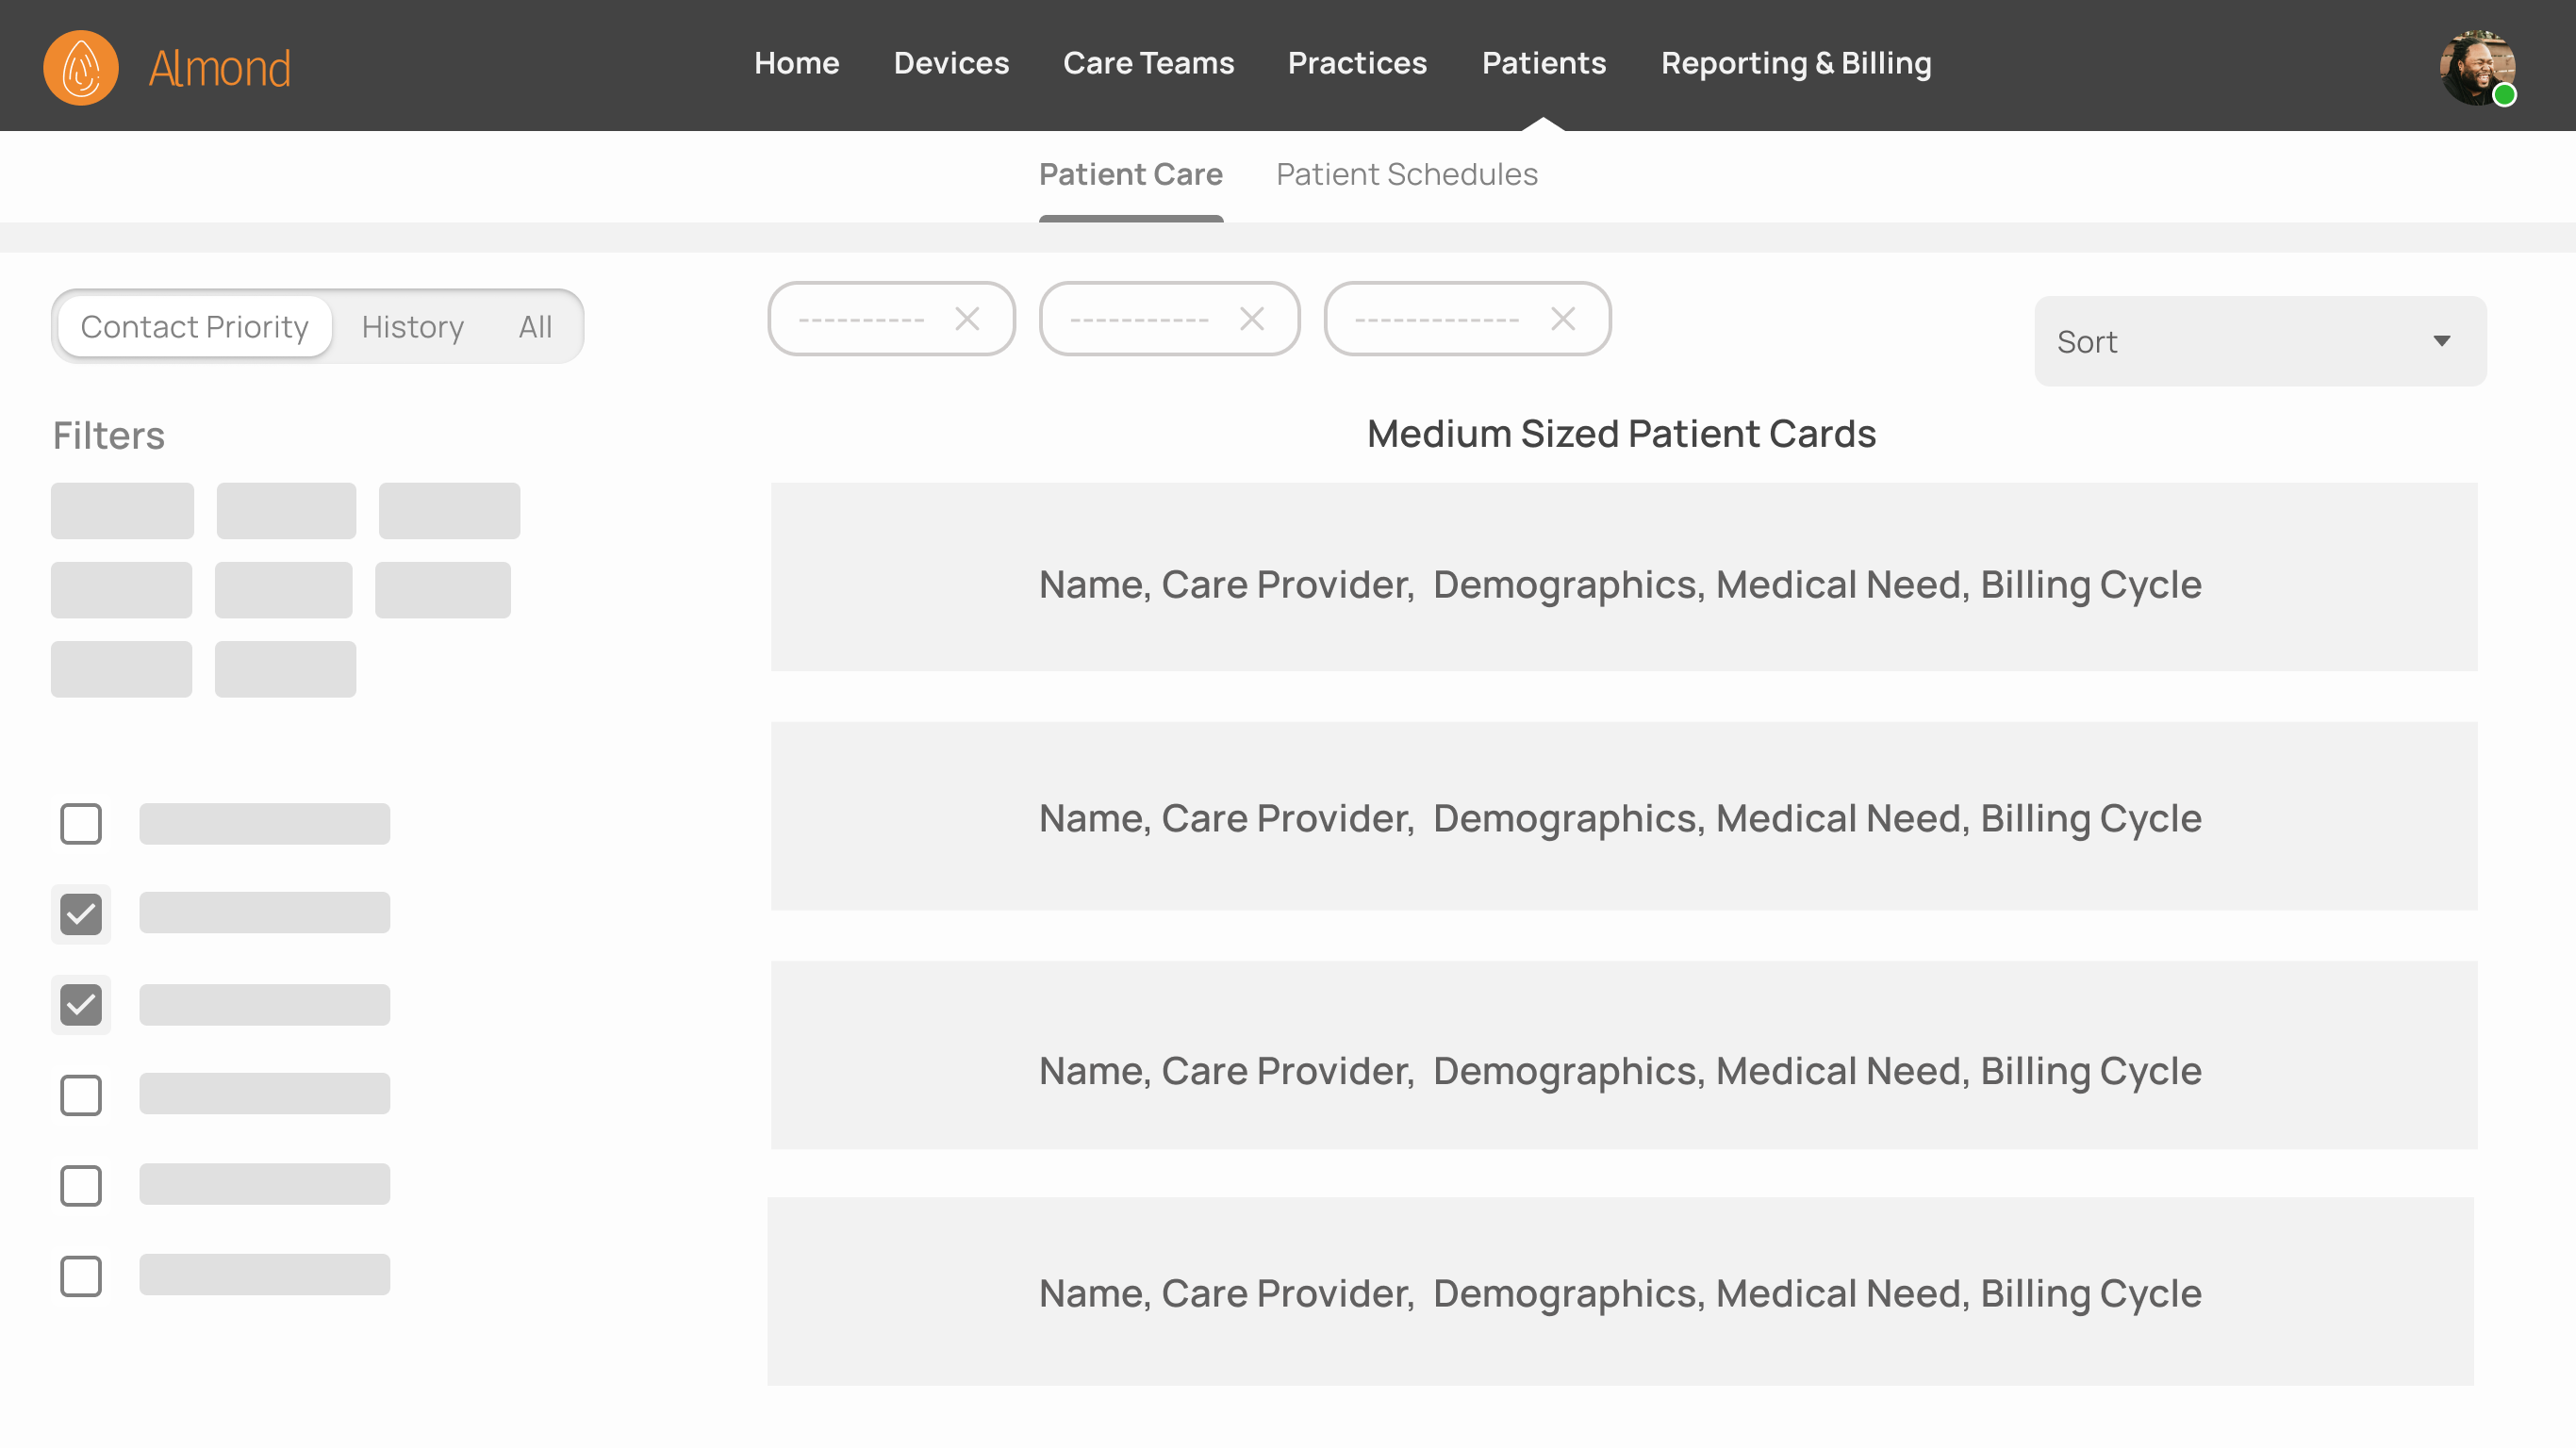 Almond
Home Devices Care Teams Practices Patients Reporting & Billing
Patient Care Patient Schedules
Contact Priority History All
Sort
Filters
Medium Sized Patient Cards
Name, Care Provider, Demographics, Medical Need, Billing Cycle
Name, Care Provider, Demographics, Medical Need, Billing Cycle
Name, Care Provider, Demographics, Medical Need, Billing Cycle
Name, Care Provider, Demographics, Medical Need, Billing Cycle